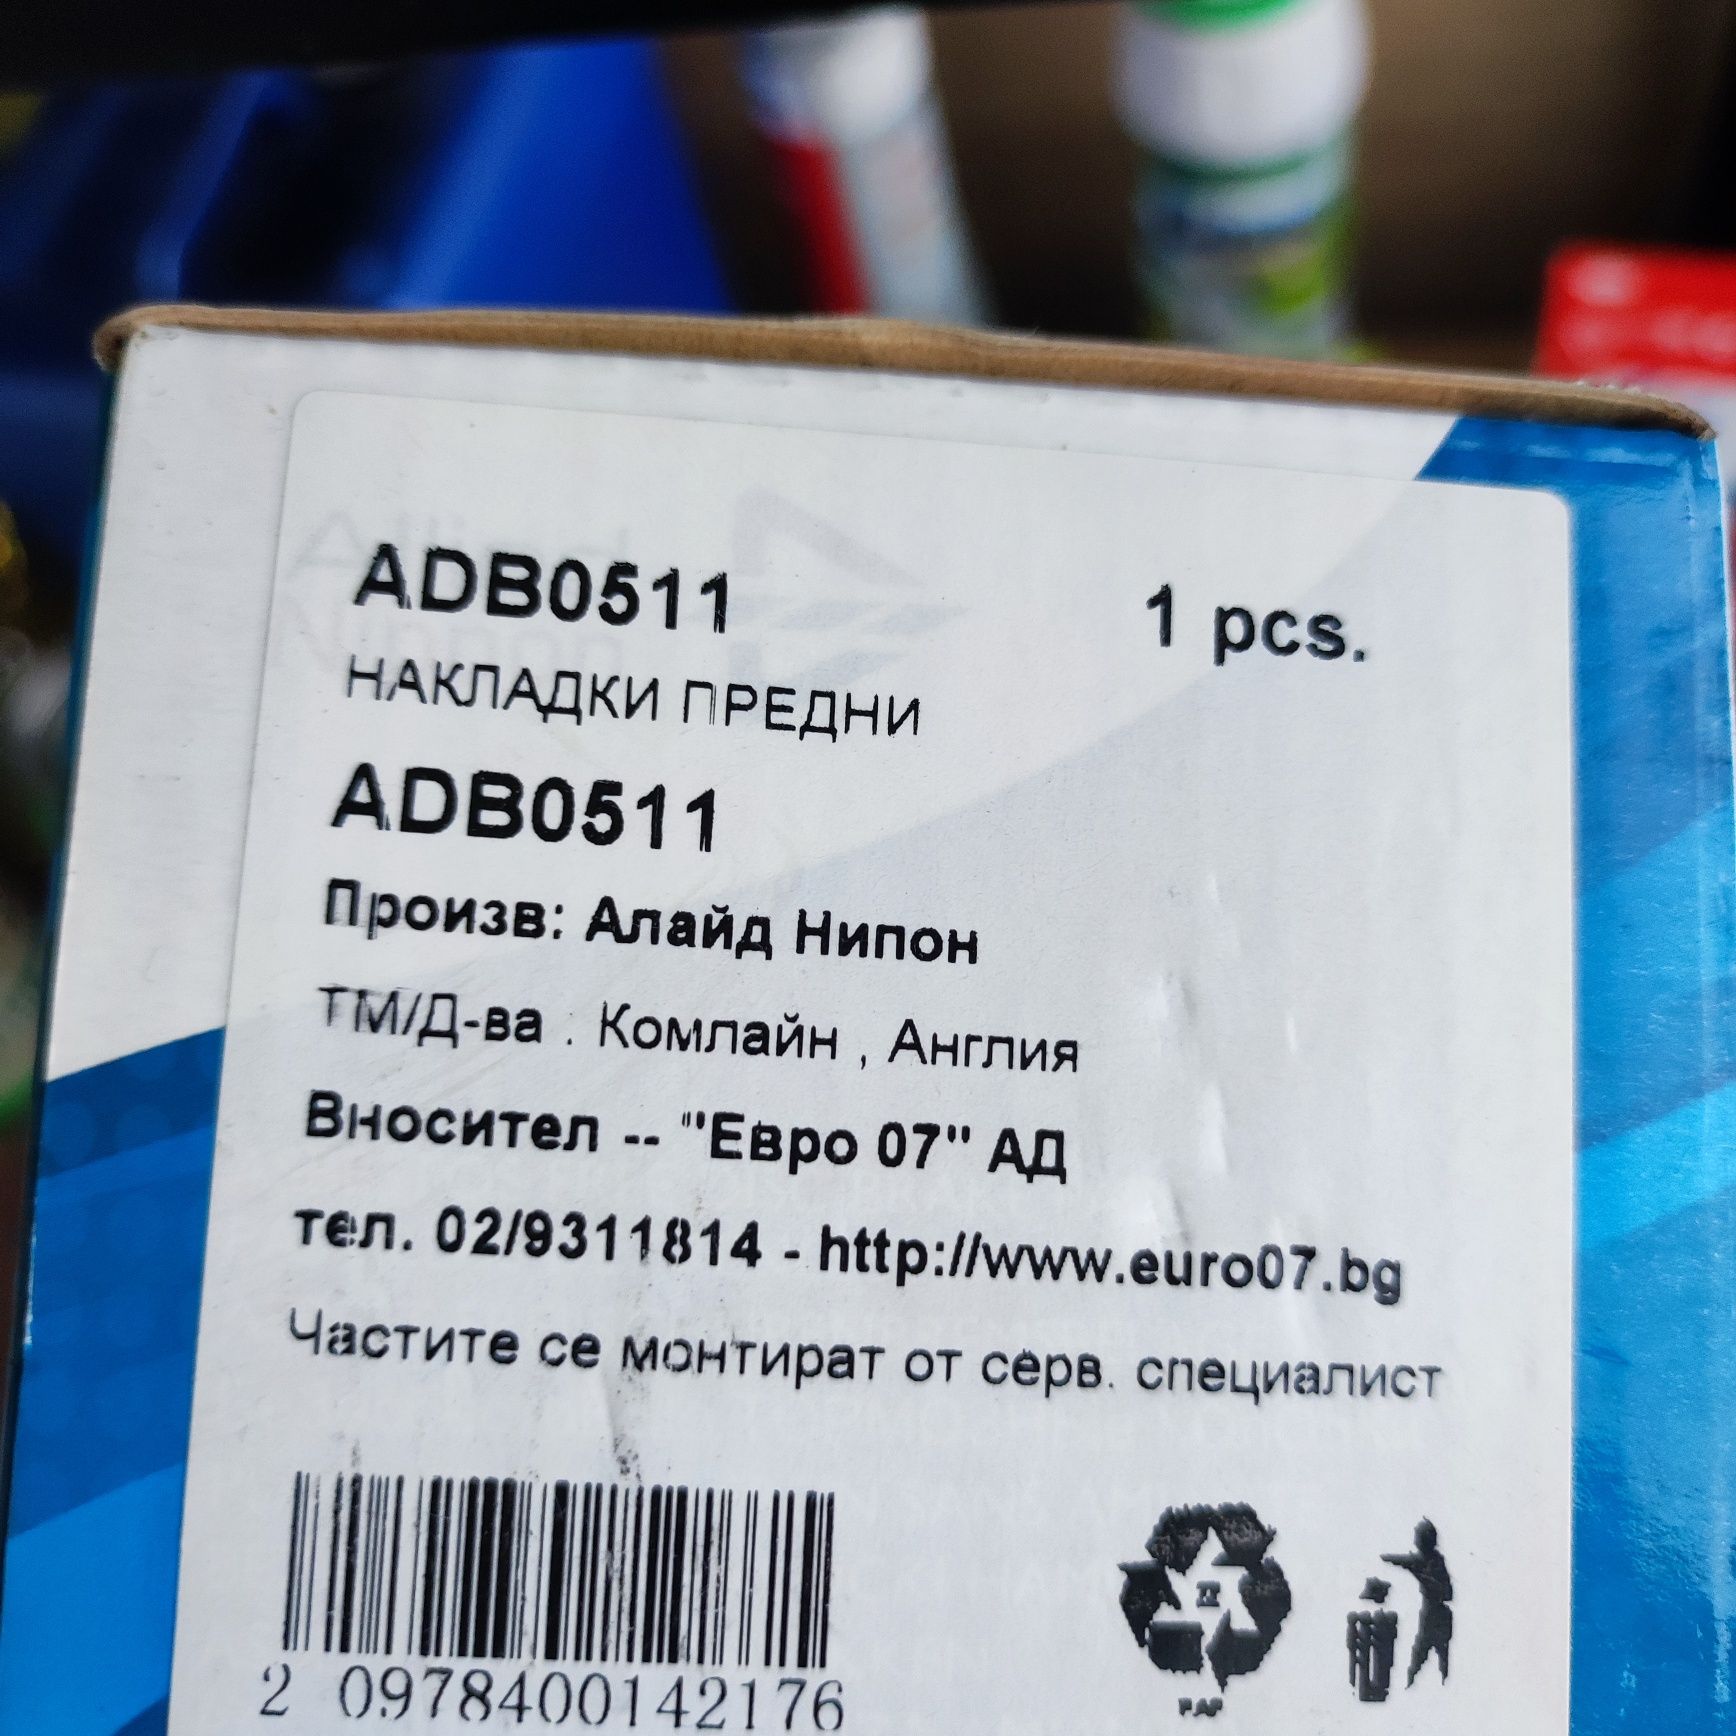 ADB0511 1 pcs.
НАКЛАДКИ ПРЕДНИ
ADB0511
Произв: Алайд Нипон
ТМ/Д-ва . Комлайн , Англия
Вносител -- "'Евро 07" АД
тел. 02/9311814 - http://www.euro07.bg
Частите се монтират от серв. специалист
2 0978400142176
PAP